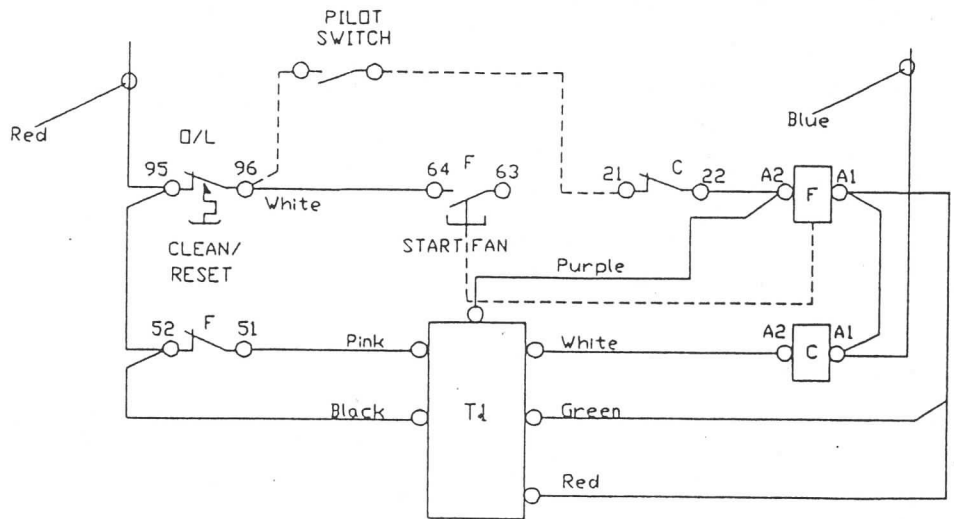 PILOT
SWITCH
Red
Blue
O/L
95
96
White
64
F
63
21
C
22
A2
F
A1
CLEAN/
RESET
START FAN
Purple
52
F
51
Pink
White
A2
C
A1
Black
T1
Green
Red